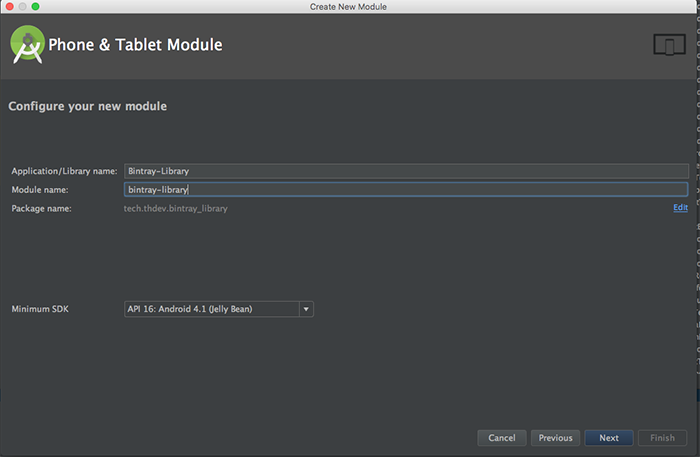 Create New Module
Phone & Tablet Module
Configure your new module
Application/Library name: Bintray-Library
Module name: bintray-library
Package name: tech.thdev.bintray_library Edit
Minimum SDK API 16: Android 4.1 (Jelly Bean)
Cancel Previous Next Finish